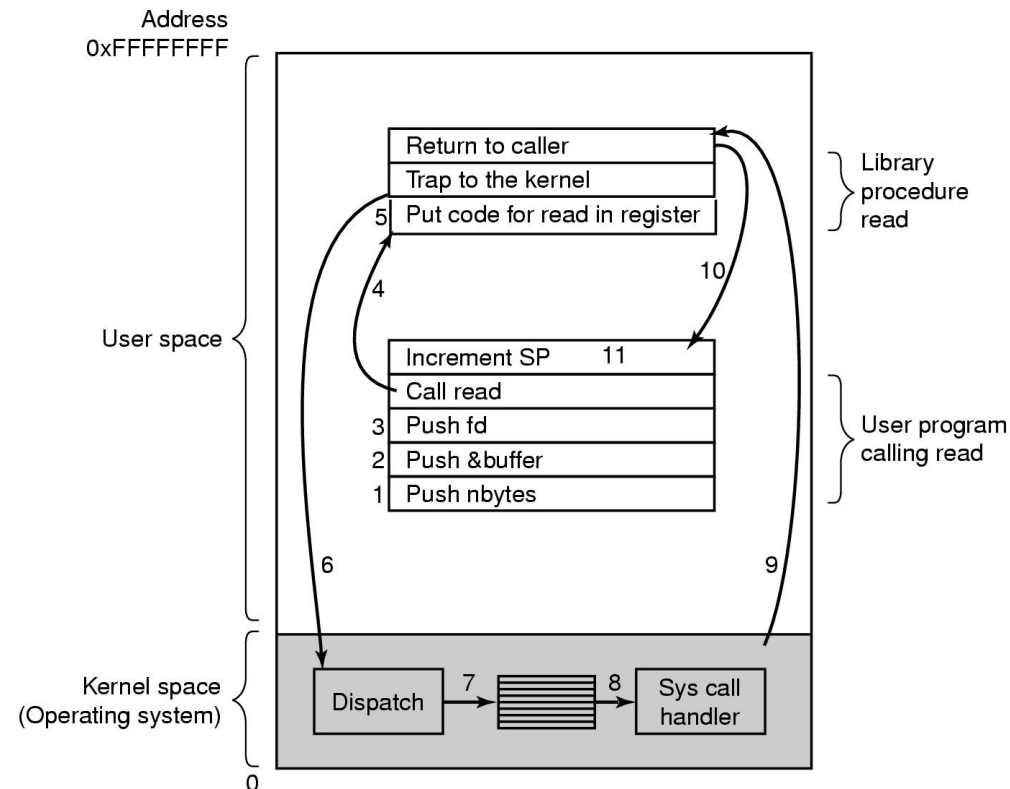 Address
0xFFFFFFFF
Return to caller
Trap to the kernel
5 Put code for read in register
Library
procedure
read
4
10
User space
Increment SP 11
Call read
3 Push fd
2 Push &buffer
1 Push nbytes
User program
calling read
6
9
Kernel space
(Operating system)
Dispatch
7
8
Sys call
handler
0